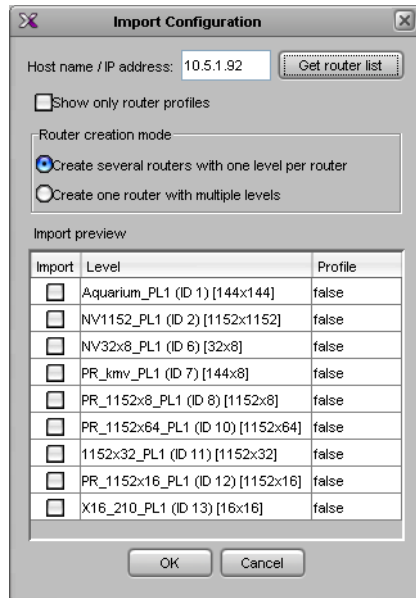 Import Configuration
Host name / IP address: 10.5.1.92 Get router list
Show only router profiles
Router creation mode
Create several routers with one level per router
Create one router with multiple levels
Import preview
Import Level Profile
Aquarium_PL1 (ID 1) [144x144] false
NV1152_PL1 (ID 2) [1152x1152] false
NV32x8_PL1 (ID 6) [32x8] false
PR_kmv_PL1 (ID 7) [144x8] false
PR_1152x8_PL1 (ID 8) [1152x8] false
PR_1152x64_PL1 (ID 10) [1152x64] false
1152x32_PL1 (ID 11) [1152x32] false
PR_1152x16_PL1 (ID 12) [1152x16] false
X16_210_PL1 (ID 13) [16x16] false
OK Cancel